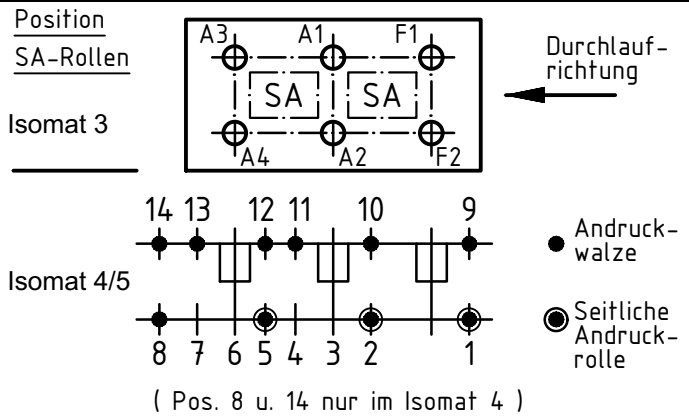 Position
SA-Rollen
Isomat 3
A3 A1 F1
SA SA
A4 A2 F2
Durchlauf-
richtung
14 13 12 11 10 9
Isomat 4/5
8 7 6 5 4 3 2 1
Andruck-
walze
Seitliche
Andruck-
rolle
( Pos. 8 u. 14 nur im Isomat 4 )